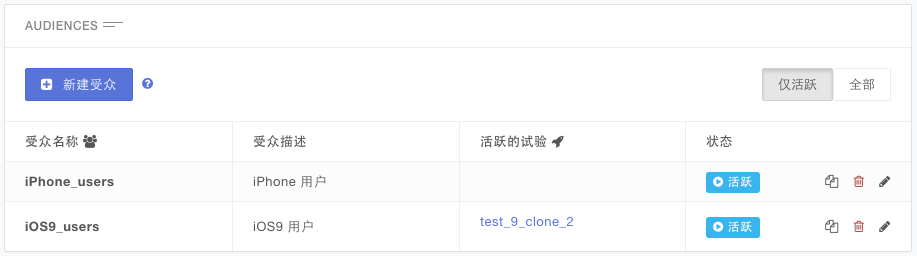 AUDIENCES
新建受众
仅活跃 全部
受众名称 受众描述 活跃的试验 状态
iPhone_users iPhone 用户 活跃
iOS9_users iOS9 用户 test_9_clone_2 活跃